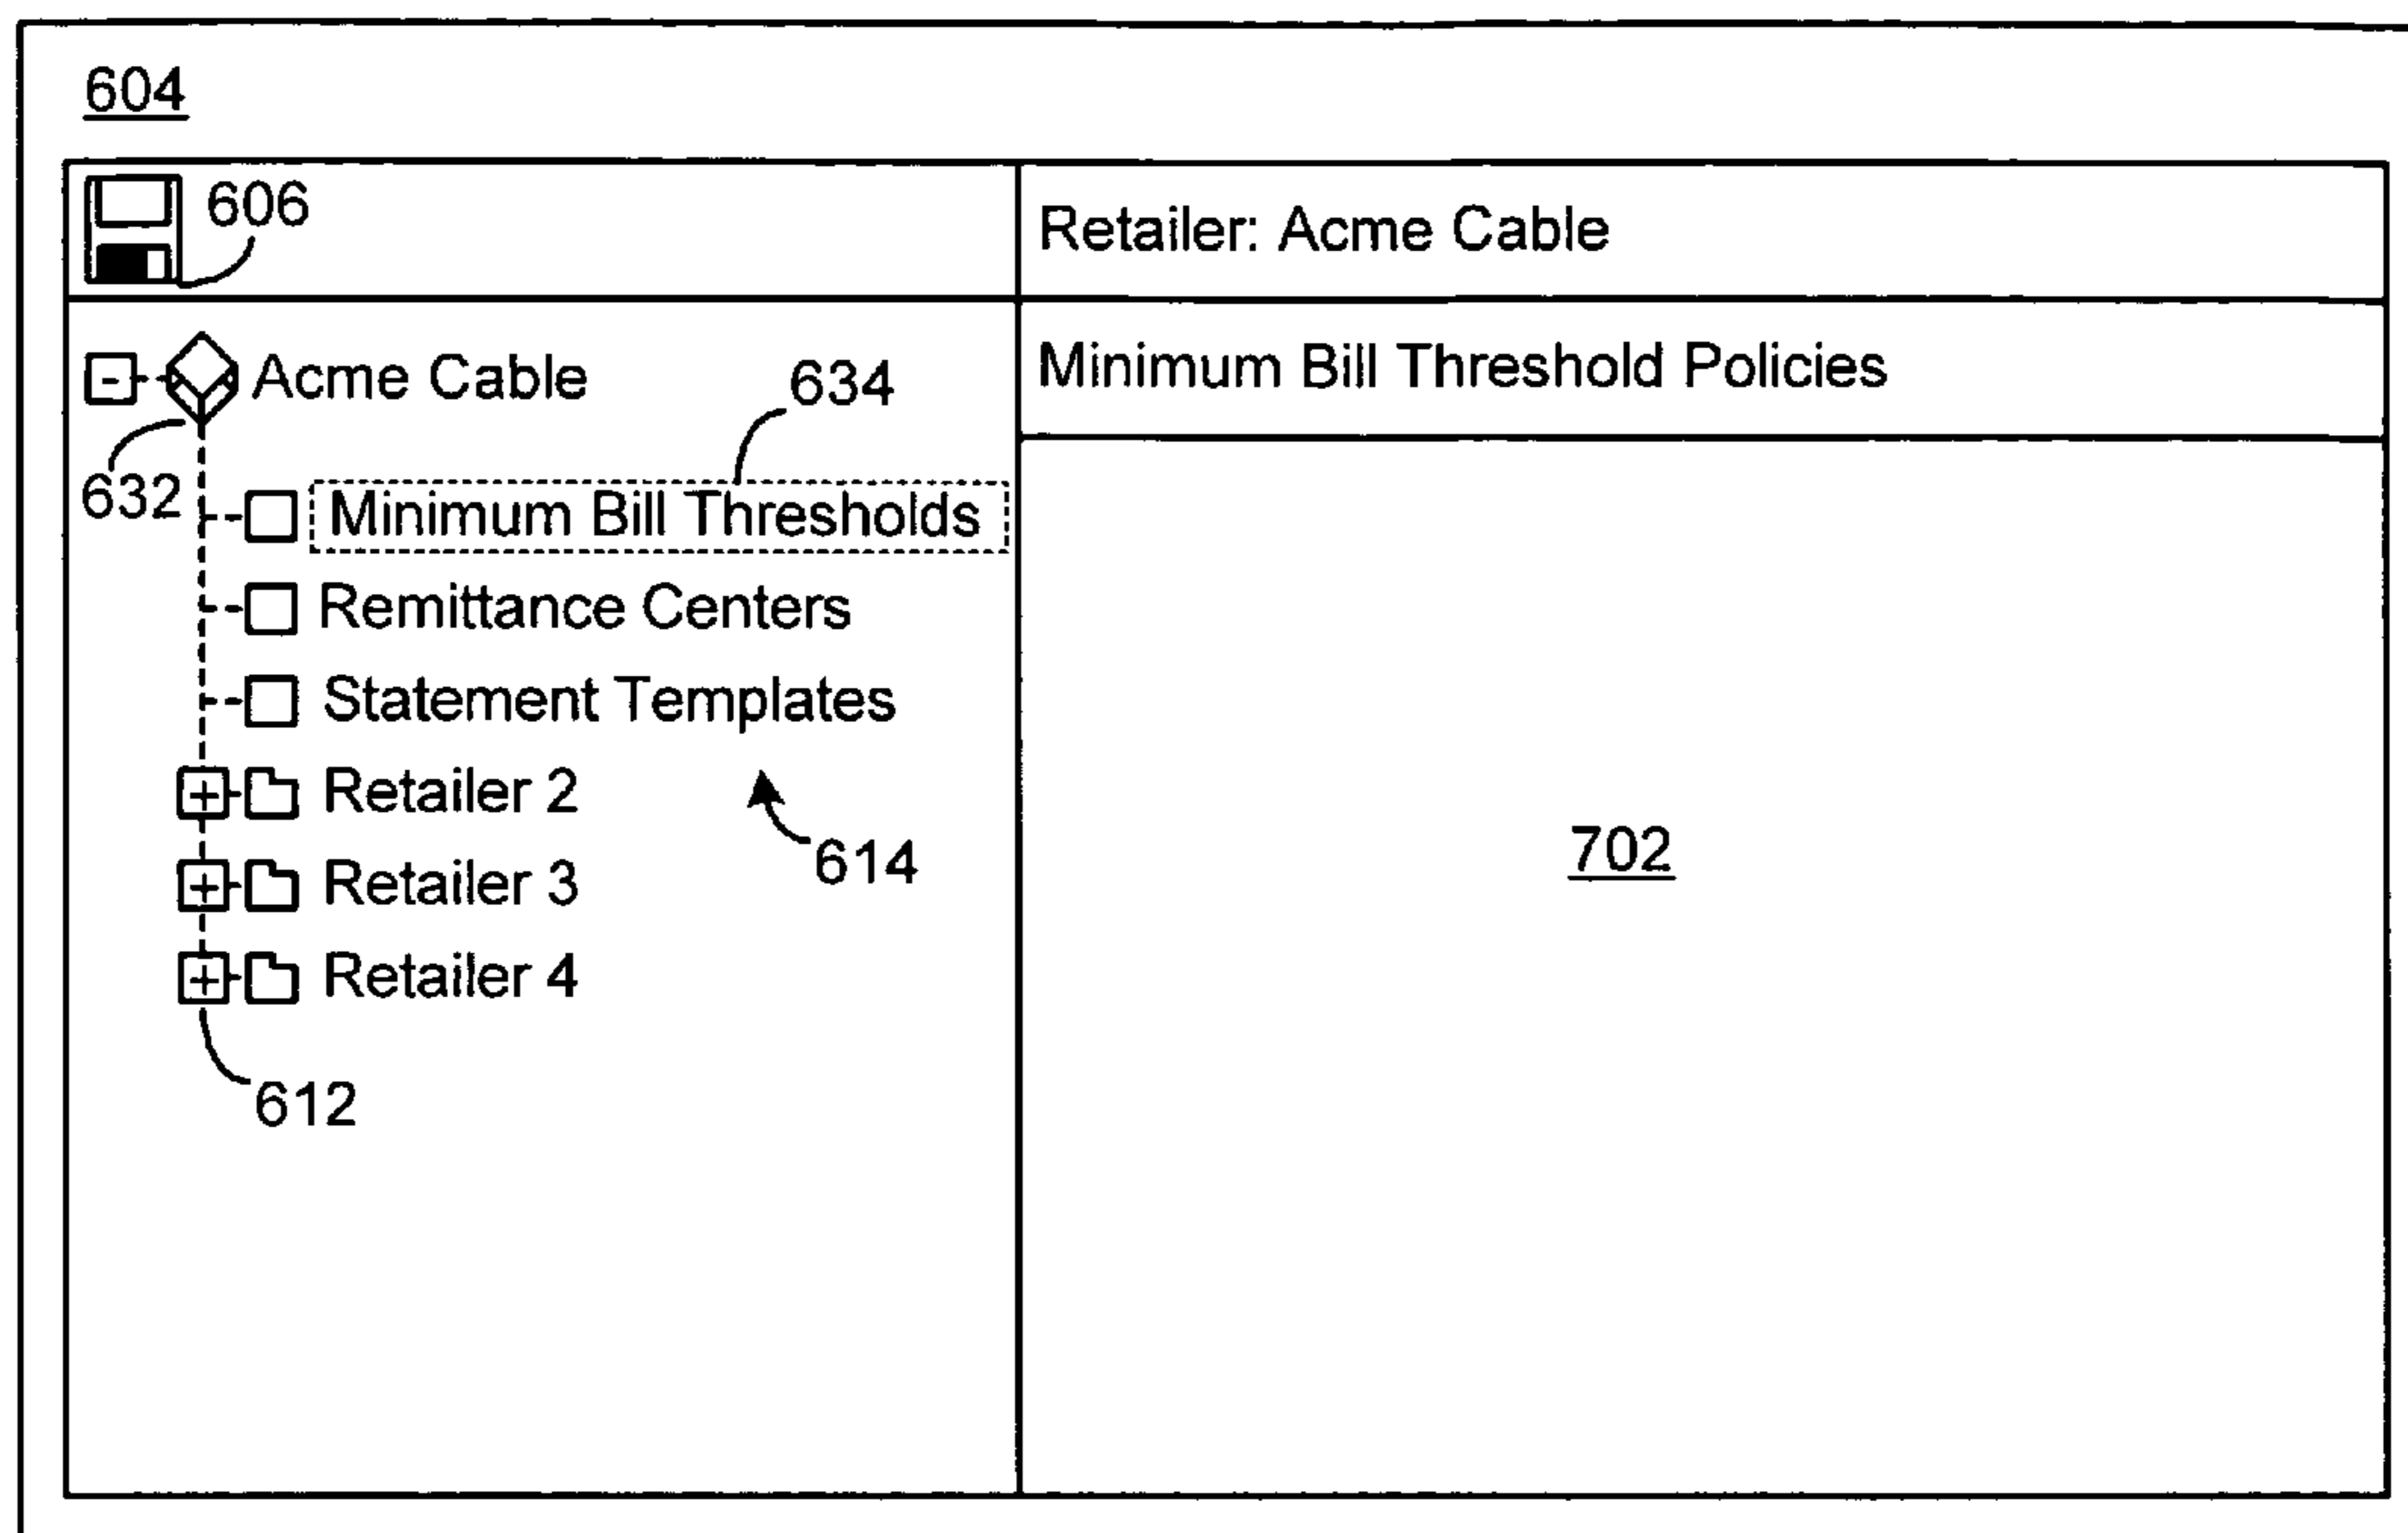 604
606
Retailer: Acme Cable
Acme Cable
634
Minimum Bill Threshold Policies
632
Minimum Bill Thresholds
Remittance Centers
Statement Templates
Retailer 2
614
702
Retailer 3
Retailer 4
612